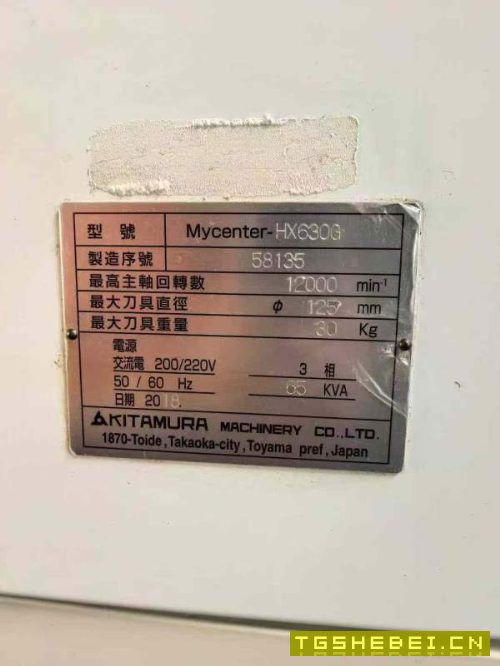 型號 Mycenter-HX630G
製造序號 58135
最高主軸回轉數 12000 min⁻¹
最大刀具直徑 φ 125 mm
最大刀具重量 30 Kg
電源
交流電 200/220V 3 相
50 / 60 Hz 65 KVA
日期 2018.
KITAMURA MACHINERY CO.,LTD.
1870-Toide,Takaoka-city,Toyama pref,Japan
TGSHEBEI.CN